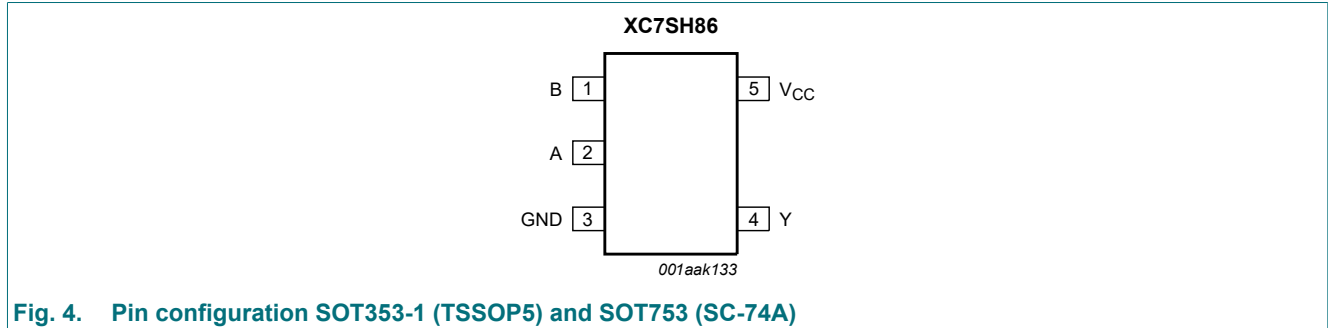 XC7SH86
B 1
5 VCC
A 2
GND 3
4 Y
001aak133
Fig. 4. Pin configuration SOT353-1 (TSSOP5) and SOT753 (SC-74A)